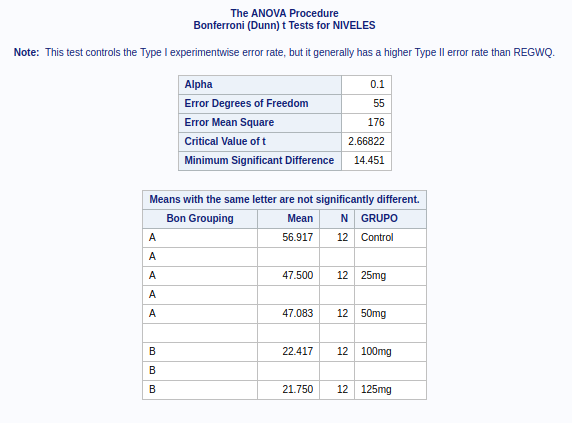 The ANOVA Procedure
Bonferroni (Dunn) t Tests for NIVELES
Note: This test controls the Type I experimentwise error rate, but it generally has a higher Type II error rate than REGWQ.
Alpha 0.1
Error Degrees of Freedom 55
Error Mean Square 176
Critical Value of t 2.66822
Minimum Significant Difference 14.451
Means with the same letter are not significantly different.
Bon Grouping Mean N GRUPO
A 56.917 12 Control
A
A 47.500 12 25mg
A
A 47.083 12 50mg
B 22.417 12 100mg
B
B 21.750 12 125mg